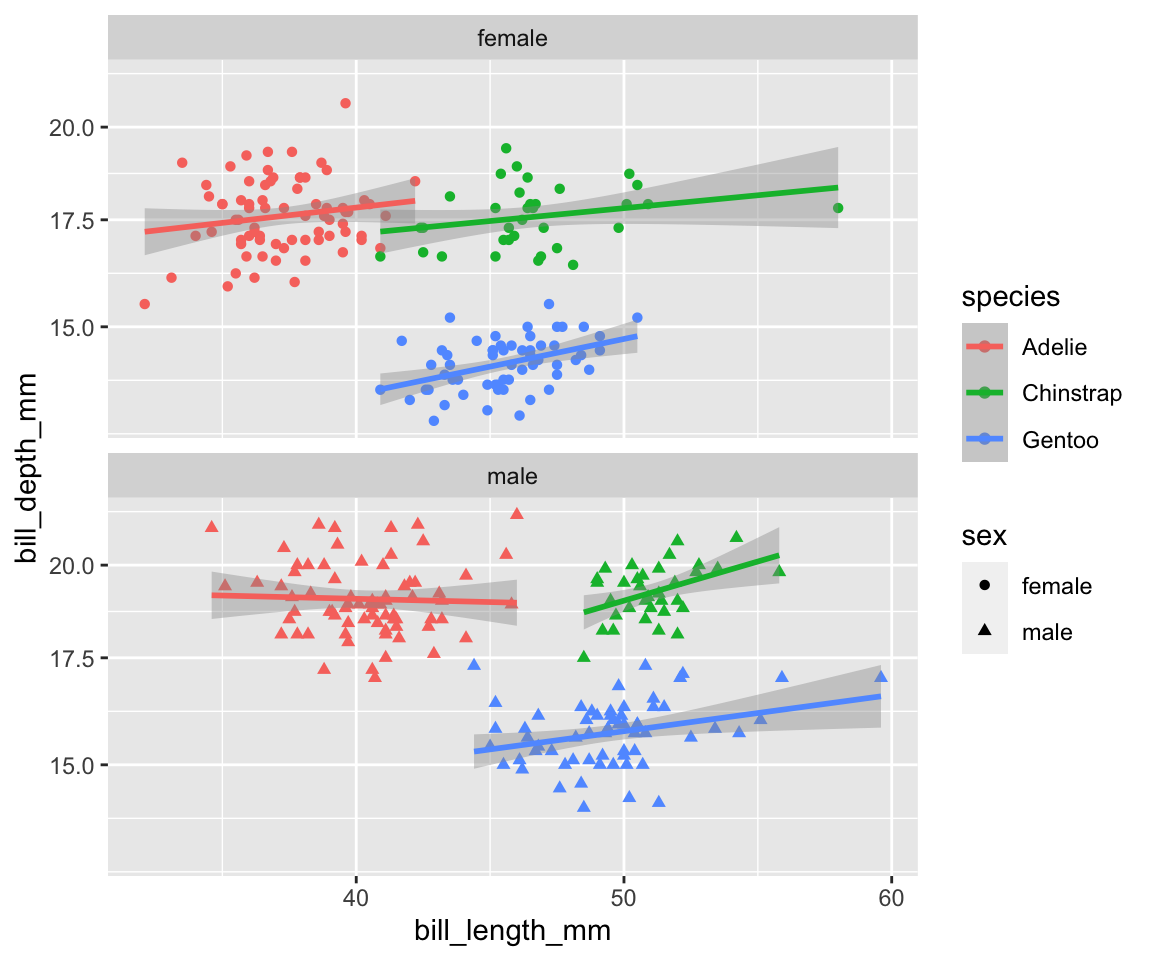 female
20.0
17.5
15.0
male
20.0
17.5
15.0
40
50
60
bill_length_mm
bill_depth_mm
species
Adelie
Chinstrap
Gentoo
sex
female
male